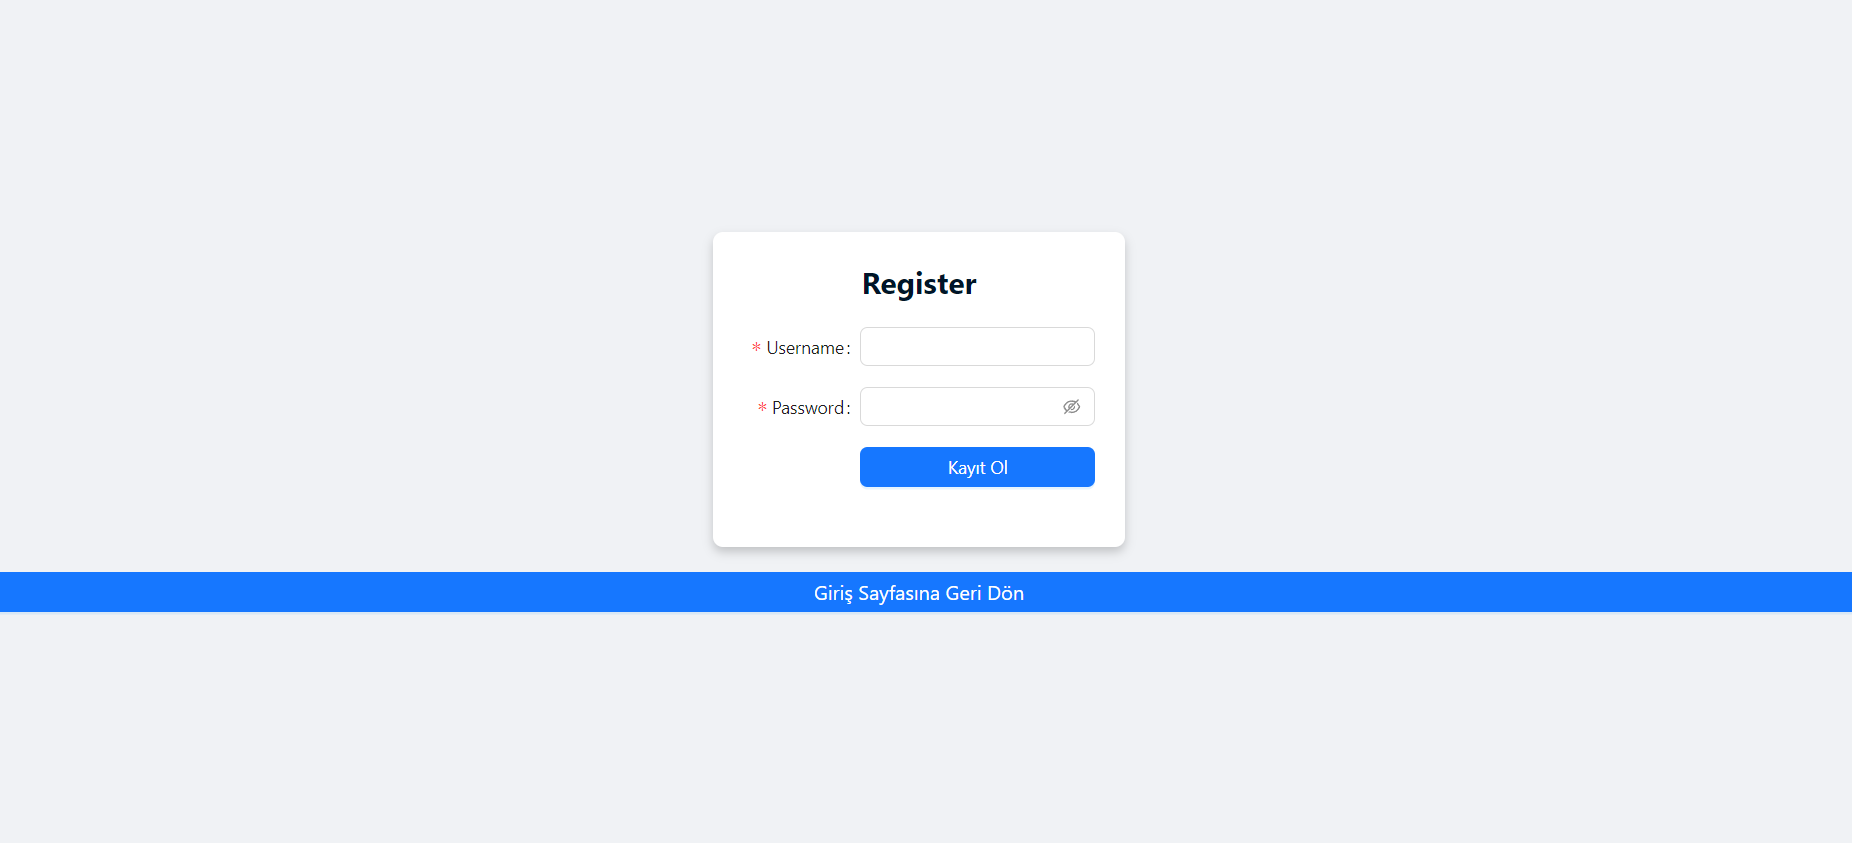 Register
* Username:
* Password:
Kayıt Ol
Giriş Sayfasına Geri Dön